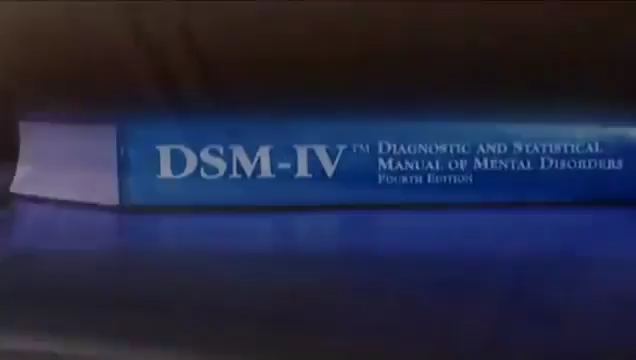 DSM-IV™
DIAGNOSTIC AND STATISTICAL
MANUAL OF MENTAL DISORDERS
FOURTH EDITION